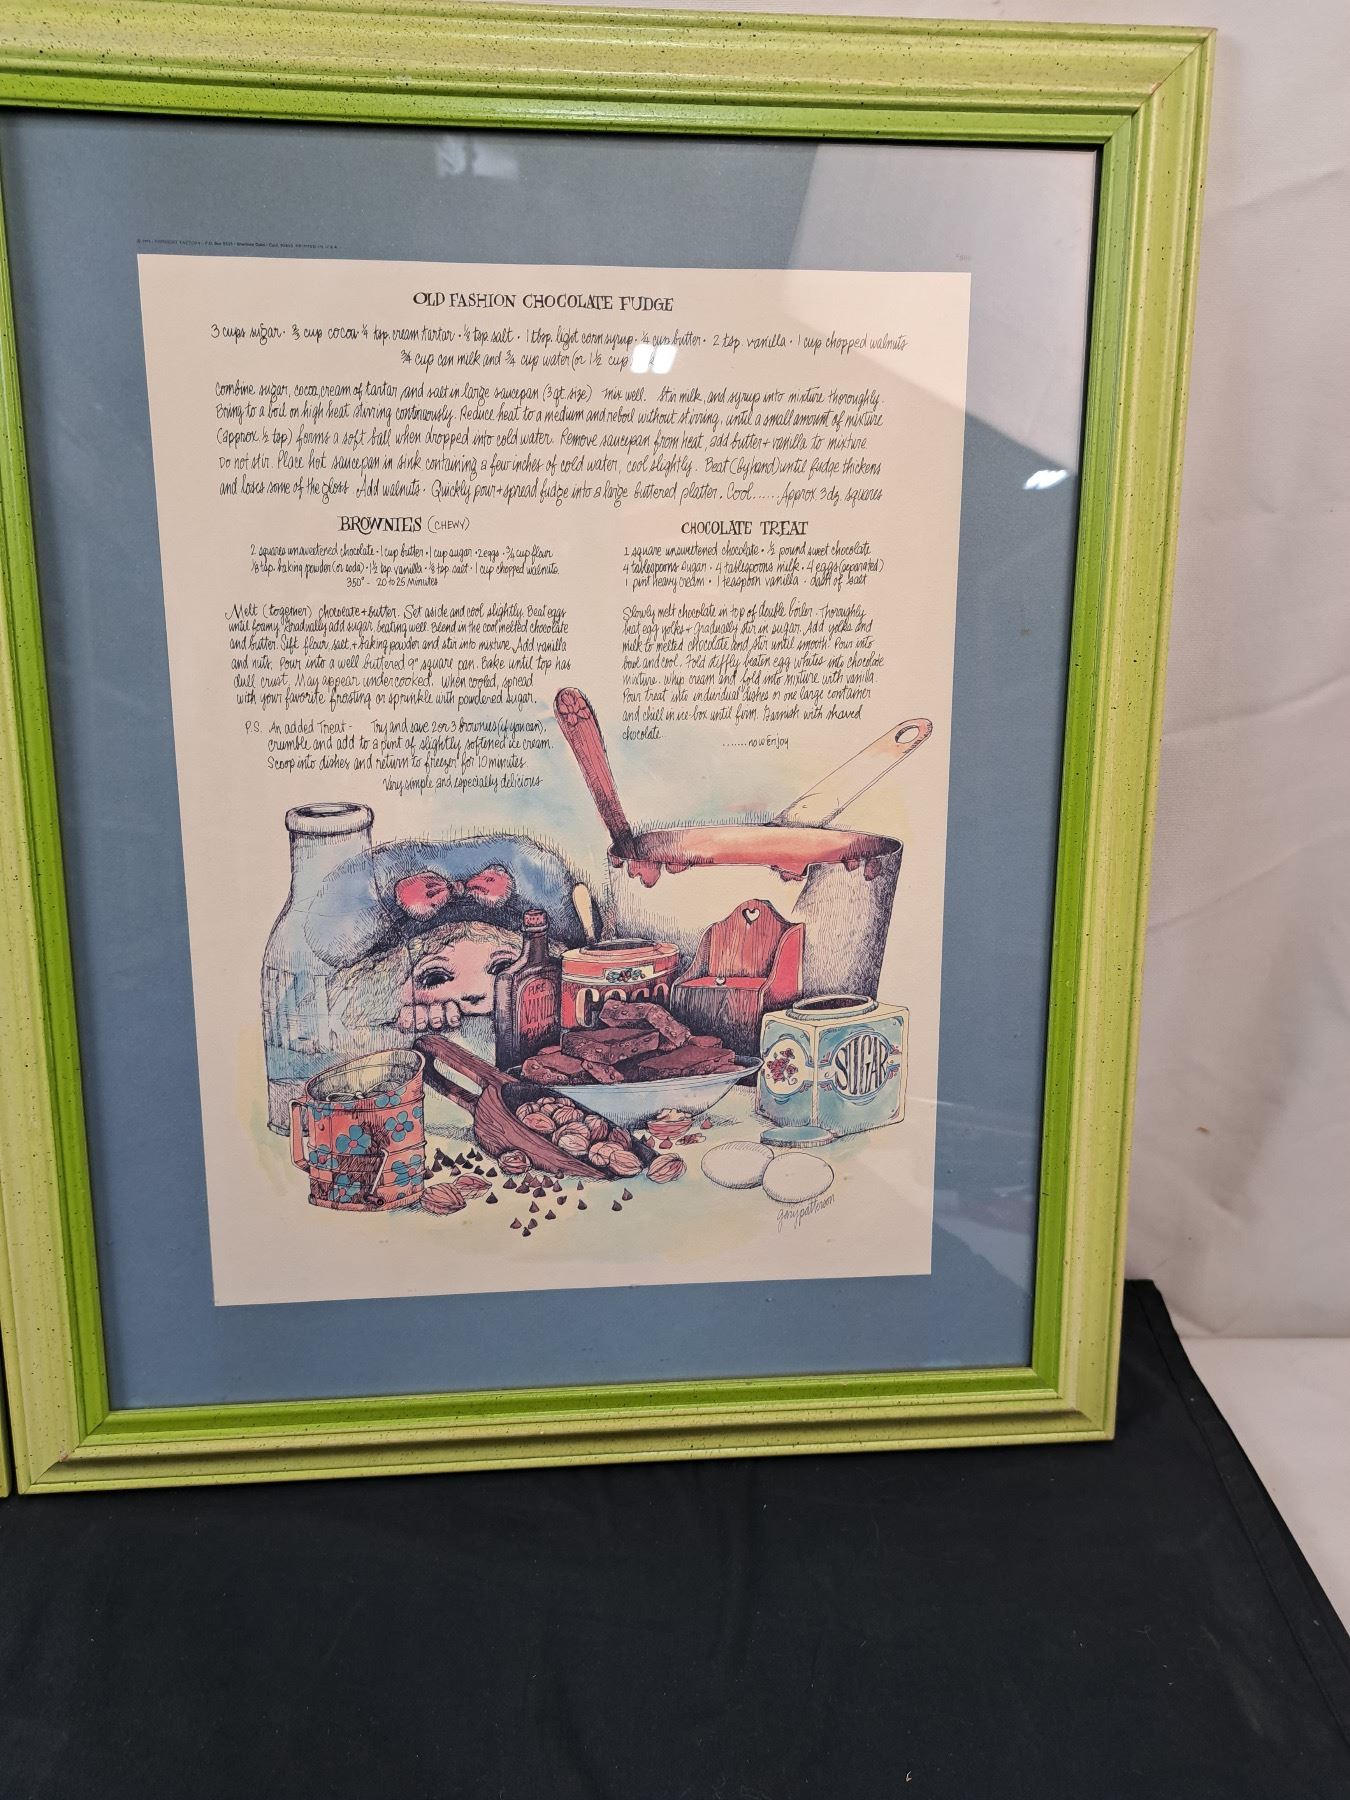 PRINTED IN U.S.A.
OLD FASHION CHOCOLATE FUDGE
3 cups sugar · ⅔ cup cocoa · ¼ tsp. cream tartar · ⅛ tsp. salt · 1 tbsp. light corn syrup · ¼ cup butter · 2 tsp. vanilla · 1 cup chopped walnuts
¾ cup can milk and ¾ cup water (or 1½ cup
Combine sugar, cocoa, cream of tartar, and salt in large saucepan (3 qt. size) mix well. Stir milk, and syrup into mixture thoroughly.
Bring to a boil on high heat stirring continuously. Reduce heat to a medium and reboil without stirring, until a small amount of mixture
(approx. ½ tsp) forms a soft ball when dropped into cold water. Remove saucepan from heat, add butter + vanilla to mixture
Do not stir. Place hot saucepan in sink containing a few inches of cold water, cool slightly. Beat (by hand) until fudge thickens
and loses some of the gloss. Add walnuts. Quickly pour + spread fudge into a large buttered platter. Cool...... Approx. 3 dz. squares
BROWNIES (CHEWY)
2 squares unsweetened chocolate · 1 cup butter · 1 cup sugar · 2 eggs · ¾ cup flour
⅛ tsp. baking powder (or soda) · 1½ tsp vanilla · ⅛ tsp. salt · 1 cup chopped walnuts.
350° - 20 to 25 minutes
Melt (together) chocolate + butter. Set aside and cool slightly. Beat eggs
until foamy. Gradually add sugar, beating well. Blend in the cool melted chocolate
and butter. Sift flour, salt, + baking powder and stir into mixture. Add vanilla
and nuts. Pour into a well buttered 9" square pan. Bake until top has
dull crust. May appear undercooked. When cooled, spread
with your favorite frosting or sprinkle with powdered sugar.
P.S. An added Treat - Try and save 2 or 3 brownies (if you can),
crumble and add to a pint of slightly softened ice cream.
Scoop into dishes and return to freezer for 10 minutes.
Very simple and especially delicious
CHOCOLATE TREAT
1 square unsweetened chocolate · ½ pound sweet chocolate
4 tablespoons sugar · 4 tablespoons milk · 4 eggs (separated)
1 pint heavy cream · 1 teaspoon vanilla · dash of salt
Slowly melt chocolate in top of double boiler. Thoroughly
beat egg yolks + gradually stir in sugar. Add yolks and
milk to melted chocolate and stir until smooth. Pour into
bowl and cool. Fold stiffly beaten egg whites into chocolate
mixture. Whip cream and fold into mixture with vanilla.
Pour treat into individual dishes or one large container
and chill in ice-box until firm. Garnish with shaved
chocolate.
.......now Enjoy
PURE
COCO
SUGAR
gary patterson